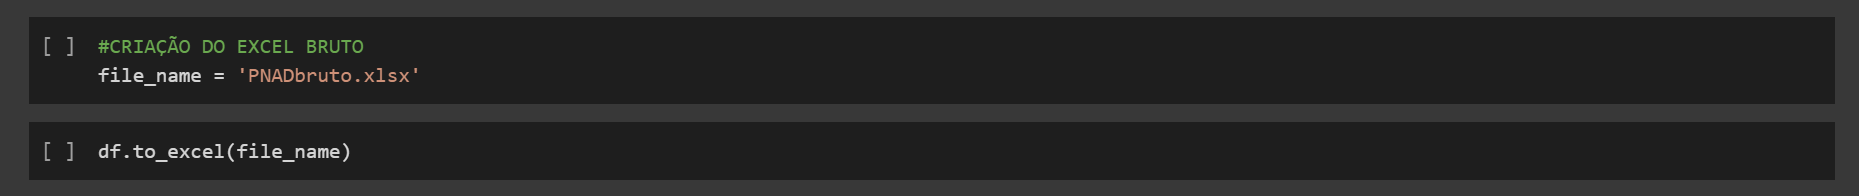 [ ] #CRIAÇÃO DO EXCEL BRUTO
file_name = 'PNADbruto.xlsx'
[ ] df.to_excel(file_name)